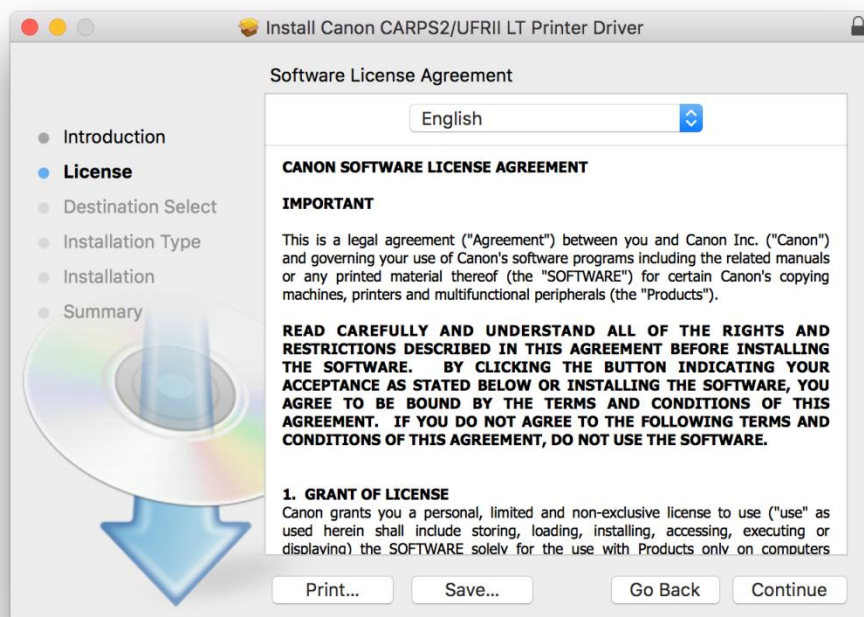 Install Canon CARPS2/UFRII LT Printer Driver
Software License Agreement
Introduction
License
Destination Select
Installation Type
Installation
Summary
English
CANON SOFTWARE LICENSE AGREEMENT
IMPORTANT
This is a legal agreement ("Agreement") between you and Canon Inc. ("Canon")
and governing your use of Canon's software programs including the related manuals
or any printed material thereof (the "SOFTWARE") for certain Canon's copying
machines, printers and multifunctional peripherals (the "Products").
READ CAREFULLY AND UNDERSTAND ALL OF THE RIGHTS AND
RESTRICTIONS DESCRIBED IN THIS AGREEMENT BEFORE INSTALLING
THE SOFTWARE. BY CLICKING THE BUTTON INDICATING YOUR
ACCEPTANCE AS STATED BELOW OR INSTALLING THE SOFTWARE, YOU
AGREE TO BE BOUND BY THE TERMS AND CONDITIONS OF THIS
AGREEMENT. IF YOU DO NOT AGREE TO THE FOLLOWING TERMS AND
CONDITIONS OF THIS AGREEMENT, DO NOT USE THE SOFTWARE.
1. GRANT OF LICENSE
Canon grants you a personal, limited and non-exclusive license to use ("use" as
used herein shall include storing, loading, installing, accessing, executing or
displaying) the SOFTWARE solely for the use with Products only on computers
Print...
Save...
Go Back
Continue